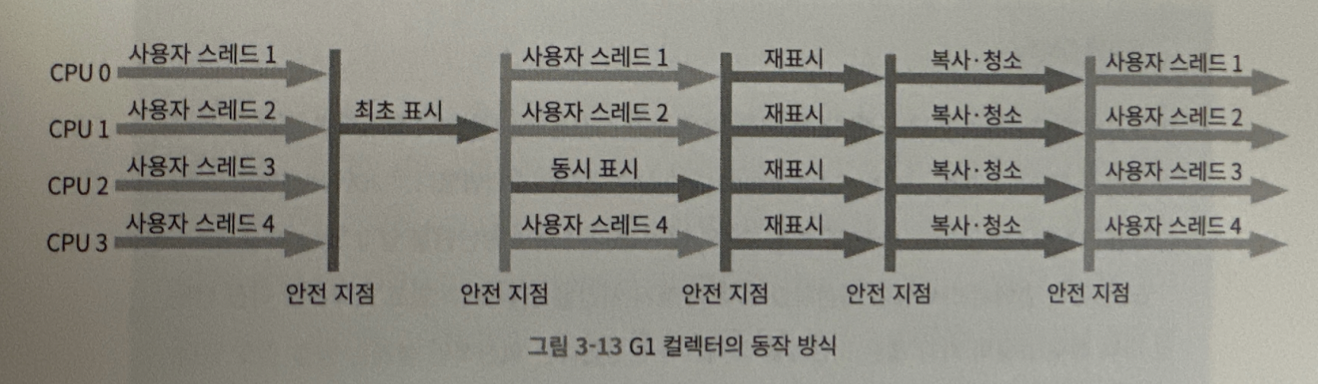 CPU 0 사용자 스레드 1 사용자 스레드 1 재표시 복사·청소 사용자 스레드 1
CPU 1 사용자 스레드 2 최초 표시 사용자 스레드 2 재표시 복사·청소 사용자 스레드 2
CPU 2 사용자 스레드 3 동시 표시 재표시 복사·청소 사용자 스레드 3
CPU 3 사용자 스레드 4 사용자 스레드 4 재표시 복사·청소 사용자 스레드 4
안전 지점 안전 지점 안전 지점 안전 지점 안전 지점
그림 3-13 G1 컬렉터의 동작 방식